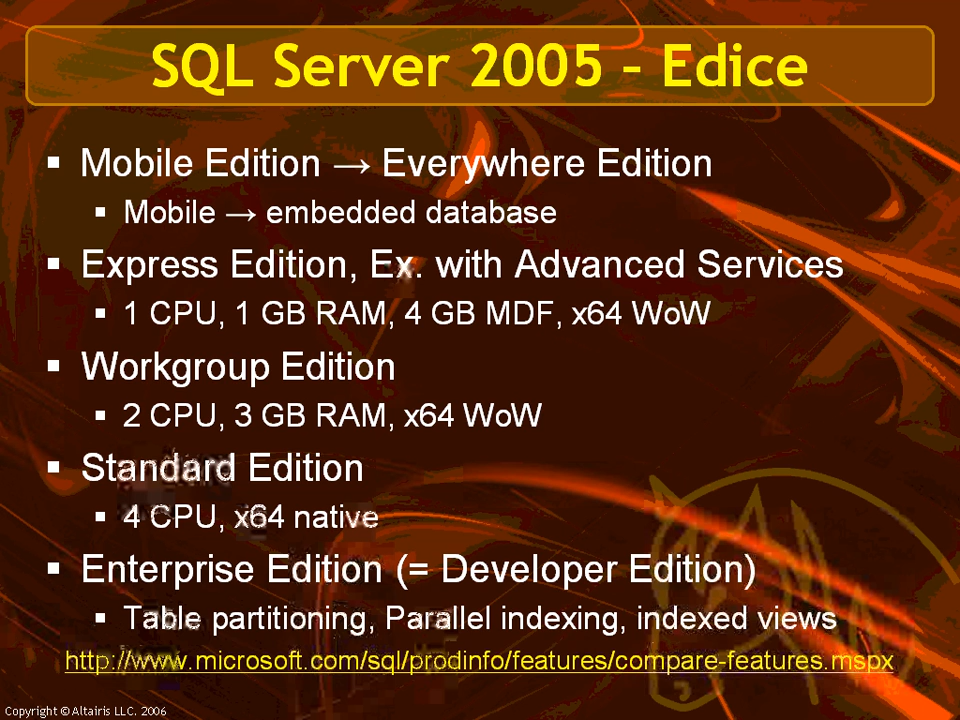 SQL Server 2005 - Edice
▪ Mobile Edition → Everywhere Edition
▪ Mobile → embedded database
▪ Express Edition, Ex. with Advanced Services
▪ 1 CPU, 1 GB RAM, 4 GB MDF, x64 WoW
▪ Workgroup Edition
▪ 2 CPU, 3 GB RAM, x64 WoW
▪ Standard Edition
▪ 4 CPU, x64 native
▪ Enterprise Edition (= Developer Edition)
▪ Table partitioning, Parallel indexing, indexed views
http://www.microsoft.com/sql/prodinfo/features/compare-features.mspx
Copyright © Altairis LLC. 2006